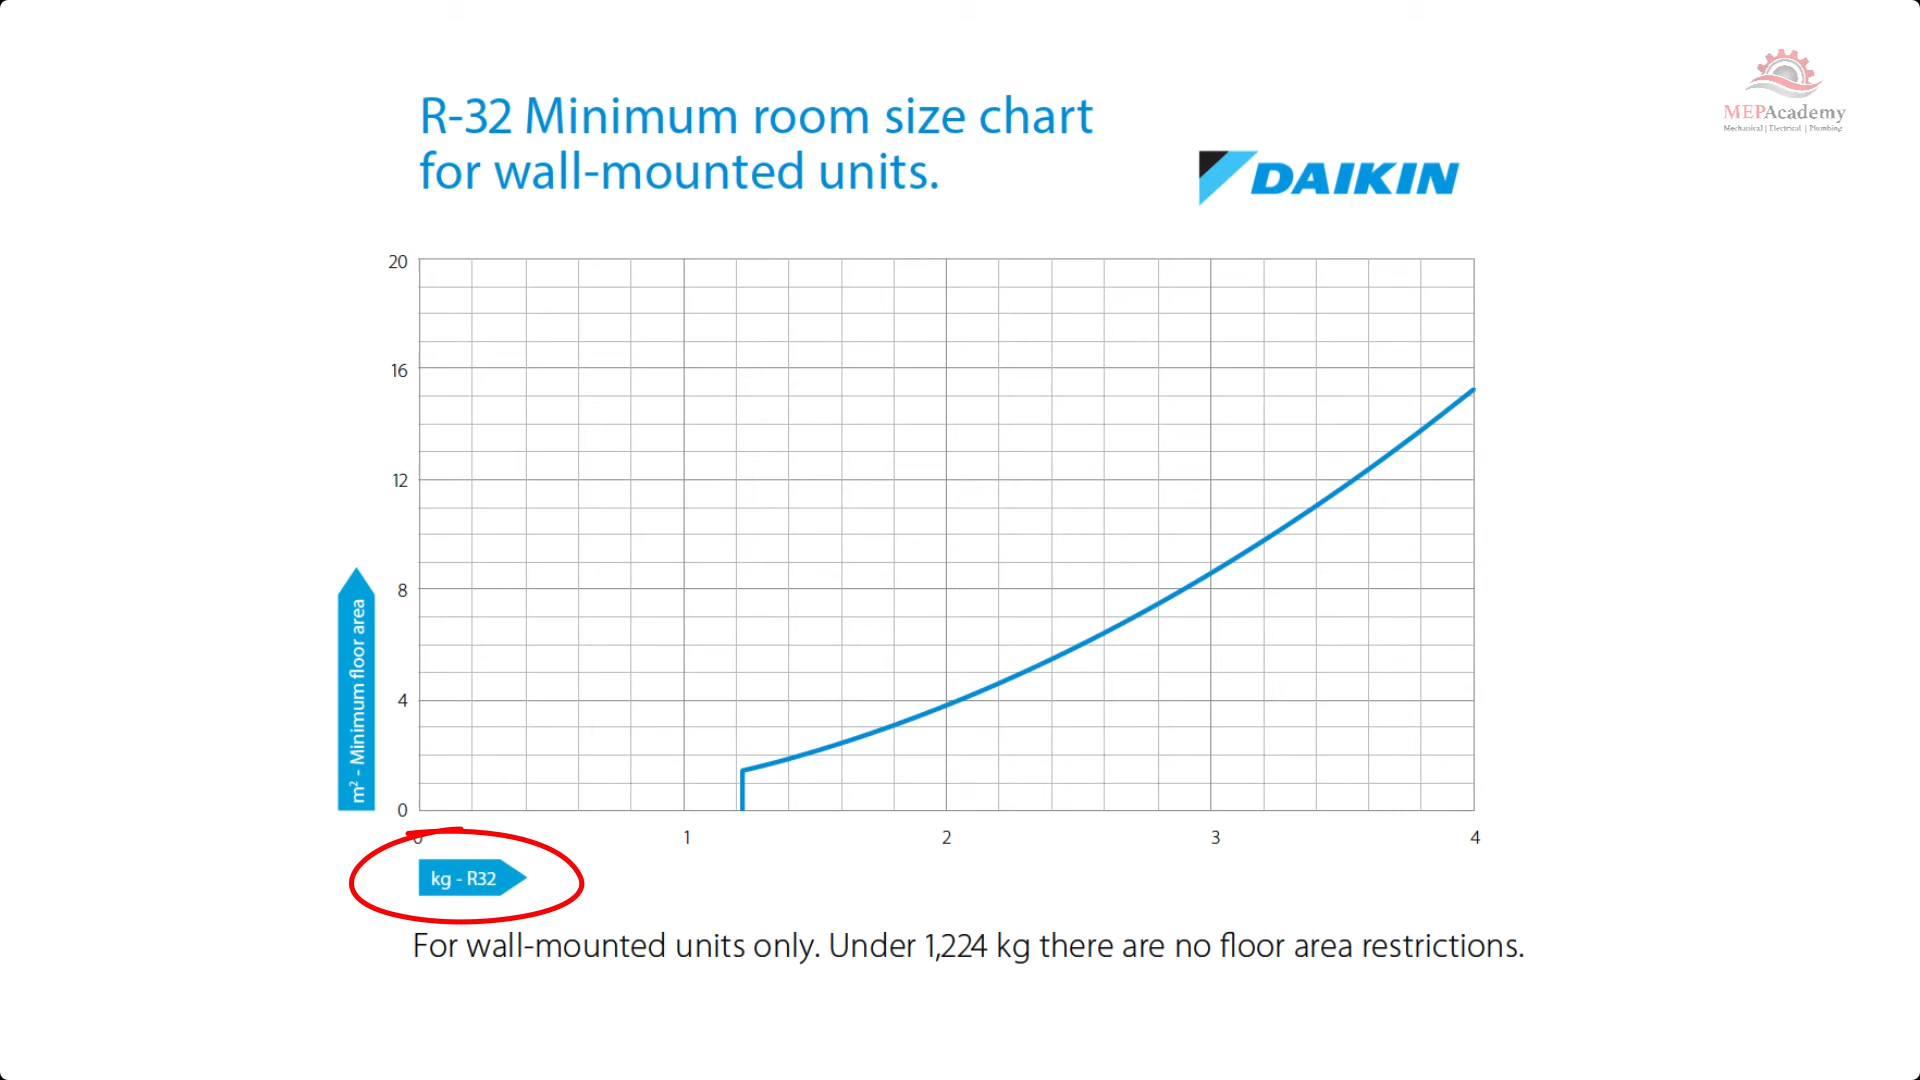 MEPAcademy
Mechanical | Electrical | Plumbing
R-32 Minimum room size chart
for wall-mounted units.
DAIKIN
20
16
12
8
4
0
m² - Minimum floor area
0
1
2
3
4
kg - R32
For wall-mounted units only. Under 1,224 kg there are no floor area restrictions.